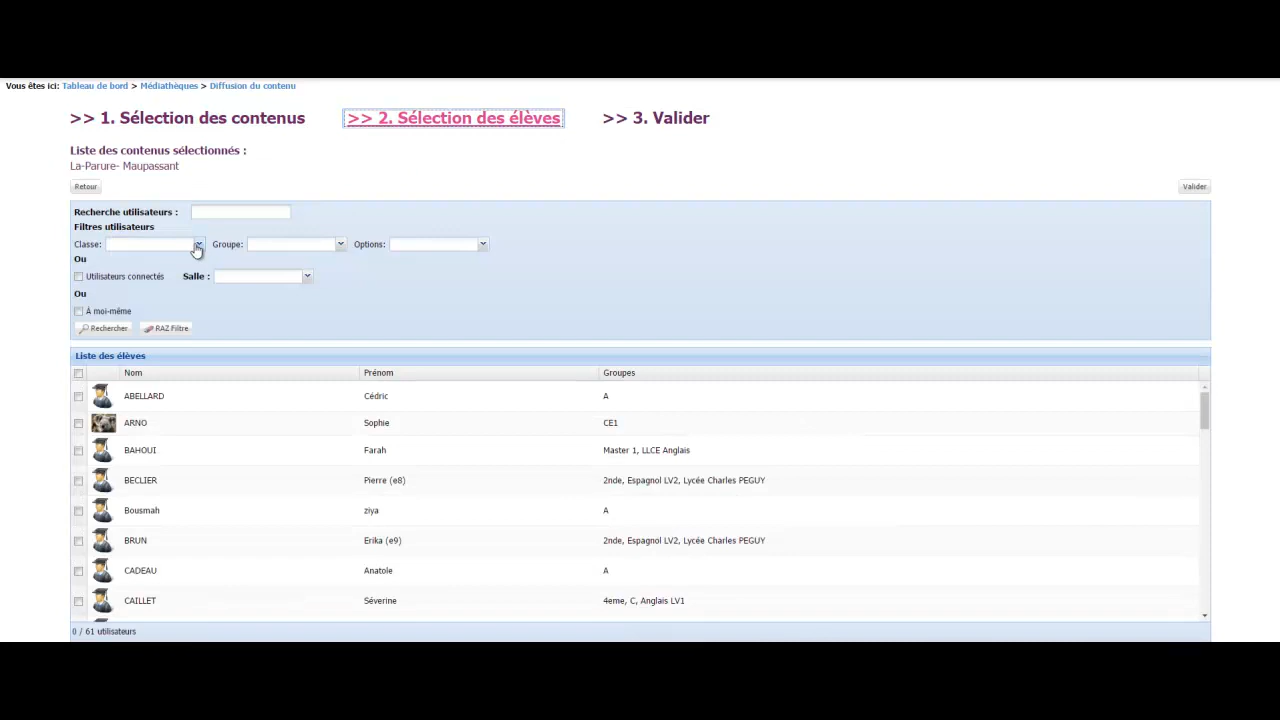 Vous êtes ici: Tableau de bord > Médiathèques > Diffusion du contenu
>> 1. Sélection des contenus >> 2. Sélection des élèves >> 3. Valider
Liste des contenus sélectionnés :
La-Parure- Maupassant
Retour Valider
Recherche utilisateurs :
Filtres utilisateurs
Classe: Groupe: Options:
Ou
Utilisateurs connectés Salle :
Ou
À moi-même
Rechercher RAZ Filtre
Liste des élèves
Nom Prénom Groupes
ABELLARD Cédric A
ARNO Sophie CE1
BAHOUI Farah Master 1, LLCE Anglais
BECLIER Pierre (e8) 2nde, Espagnol LV2, Lycée Charles PEGUY
Bousmah ziya A
BRUN Erika (e9) 2nde, Espagnol LV2, Lycée Charles PEGUY
CADEAU Anatole A
CAILLET Séverine 4eme, C, Anglais LV1
0 / 61 utilisateurs